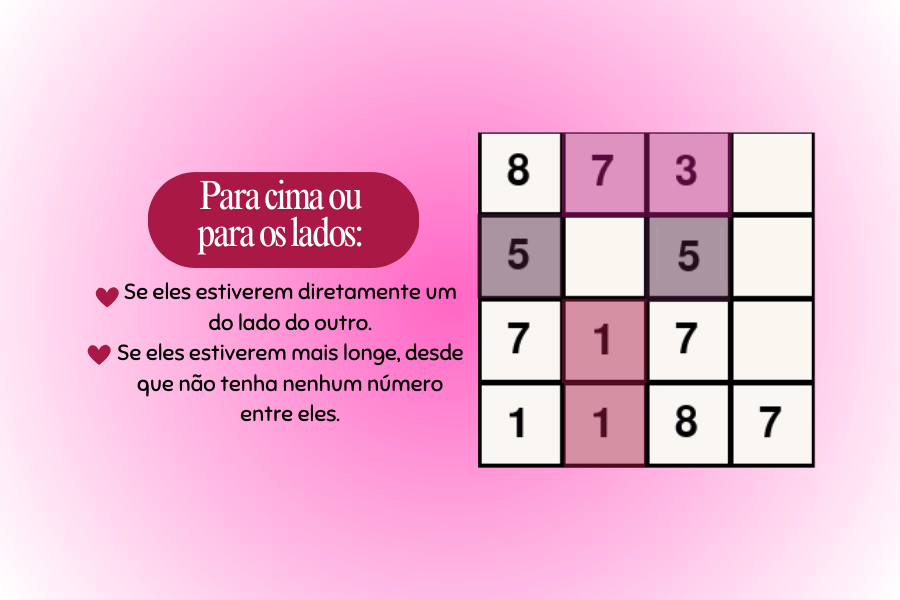 Para cima ou
para os lados:
Se eles estiverem diretamente um
do lado do outro.
Se eles estiverem mais longe, desde
que não tenha nenhum número
entre eles.
8 7 3
5 5
7 1 7
1 1 8 7